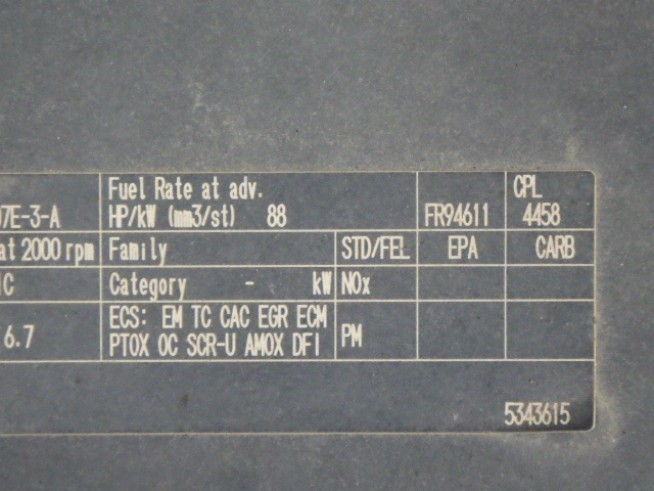 Fuel Rate at adv.
CPL
07E-3-A HP/kW (mm3/st) 88 FR94611 4458
at 2000 rpm Family STD/FEL EPA CARB
Category - kW NOx
ECS: EM TC CAC EGR ECM
6.7 PTOX OC SCR-U AMOX DFI PM
5343615